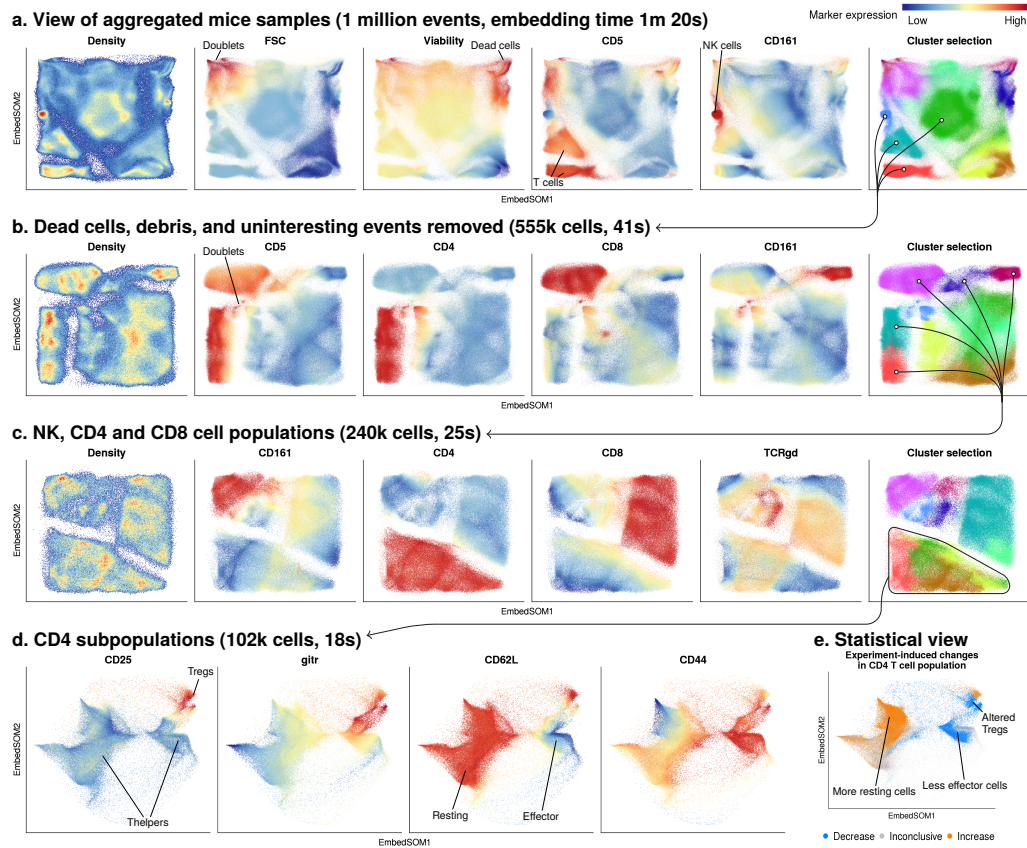 a. View of aggregated mice samples (1 million events, embedding time 1m 20s)
Marker expression
Low
High
Density
FSC
Viability
CD5
CD161
Cluster selection
Doublets
Dead cells
NK cells
T cells
EmbedSOM2
EmbedSOM1
b. Dead cells, debris, and uninteresting events removed (555k cells, 41s)
Density
CD5
CD4
CD8
CD161
Cluster selection
Doublets
EmbedSOM2
EmbedSOM1
c. NK, CD4 and CD8 cell populations (240k cells, 25s)
Density
CD161
CD4
CD8
TCRgd
Cluster selection
EmbedSOM2
EmbedSOM1
d. CD4 subpopulations (102k cells, 18s)
CD25
gitr
CD62L
CD44
Tregs
Thelpers
Resting
Effector
EmbedSOM2
EmbedSOM1
e. Statistical view
Experiment-induced changes
in CD4 T cell population
Altered
Tregs
More resting cells
Less effector cells
EmbedSOM2
EmbedSOM1
Decrease
Inconclusive
Increase